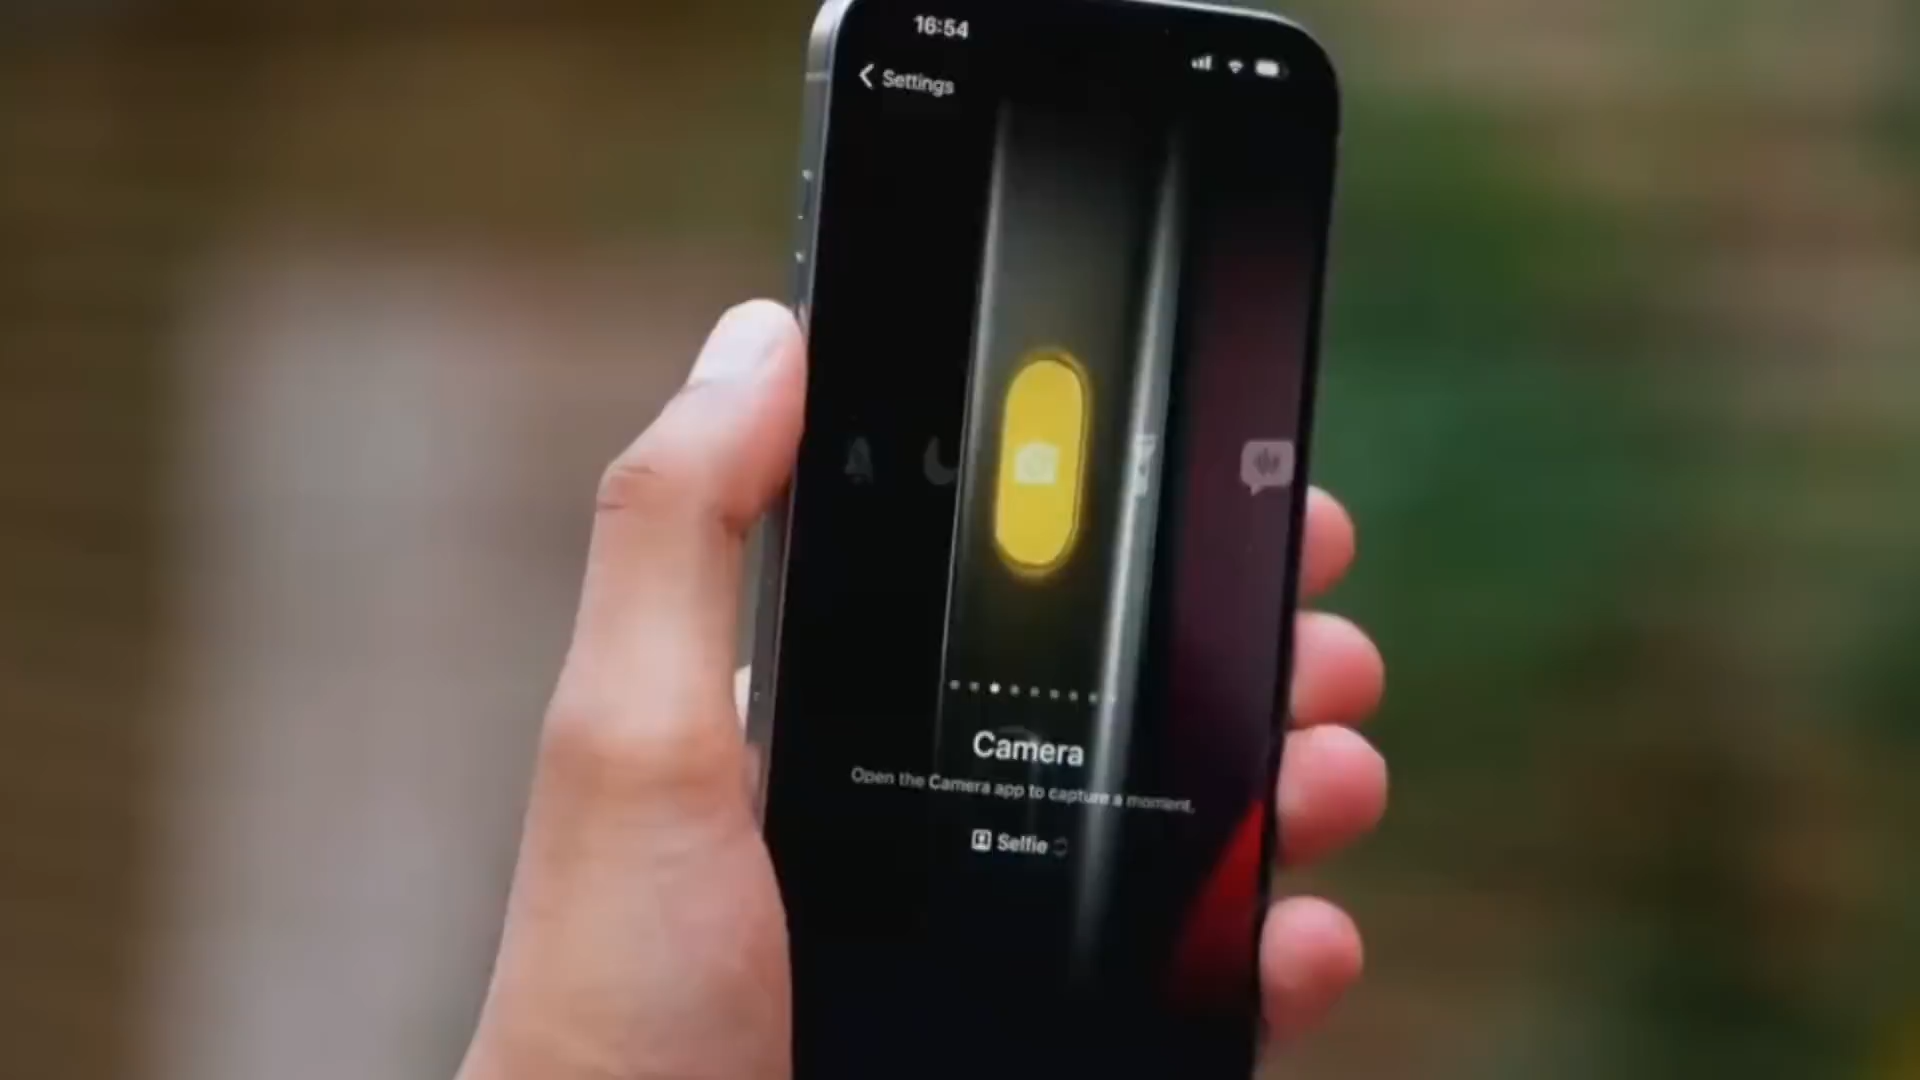 16:54
Settings
Camera
Open the Camera app to capture a moment.
Selfie